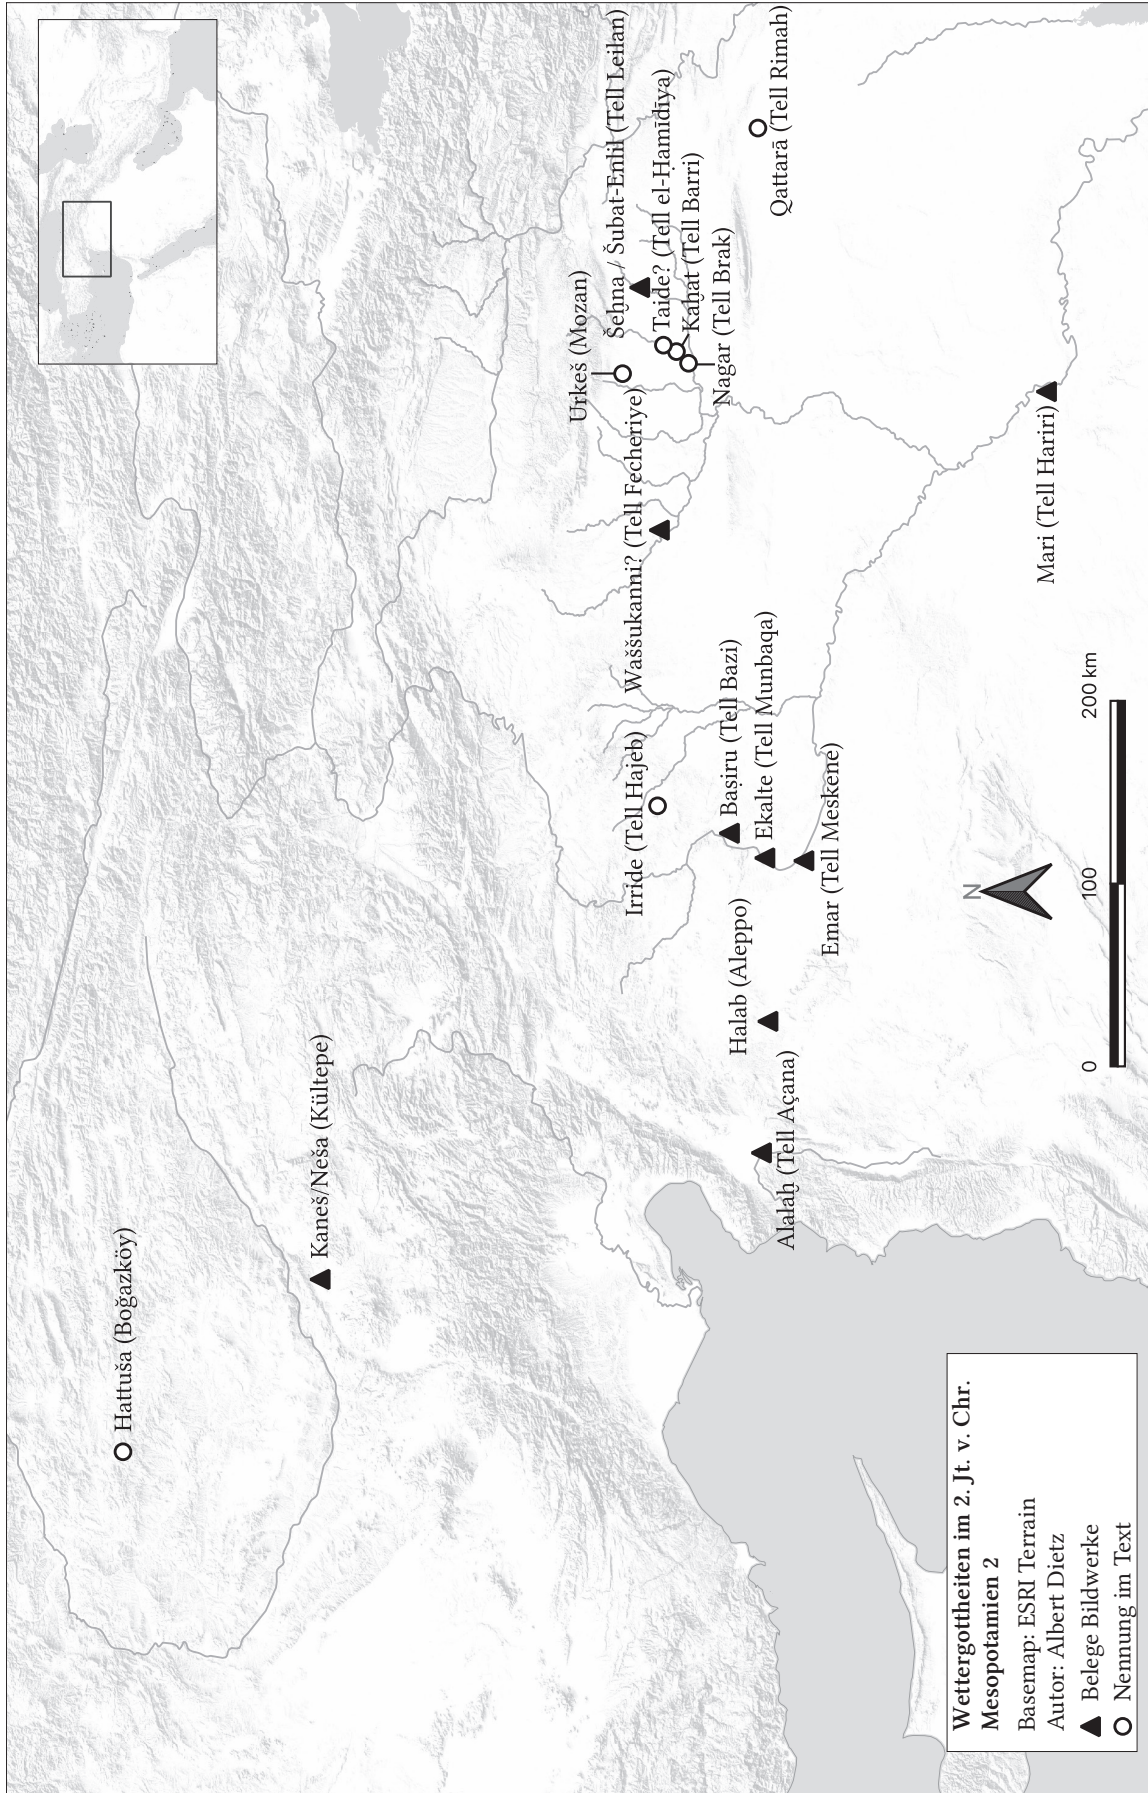 Hattuša (Boğazköy)
Kaneš/Neša (Kültepe)
Urkeš (Mozan)
Šeḫna / Šubat-Enlil (Tell Leilan)
Taide? (Tell el-Ḥamīdīya)
Kaḫat (Tell Barri)
Nagar (Tell Brak)
Qattarā (Tell Rimah)
Waššukanni? (Tell Fecheriye)
Irride (Tell Hajeb)
Baṣiru (Tell Bazi)
Ekalte (Tell Munbaqa)
Emar (Tell Meskene)
Halab (Aleppo)
Alalaḫ (Tell Açana)
Mari (Tell Hariri)
N
0 100 200 km
Wettergottheiten im 2. Jt. v. Chr.
Mesopotamien 2
Basemap: ESRI Terrain
Autor: Albert Dietz
Belege Bildwerke
Nennung im Text